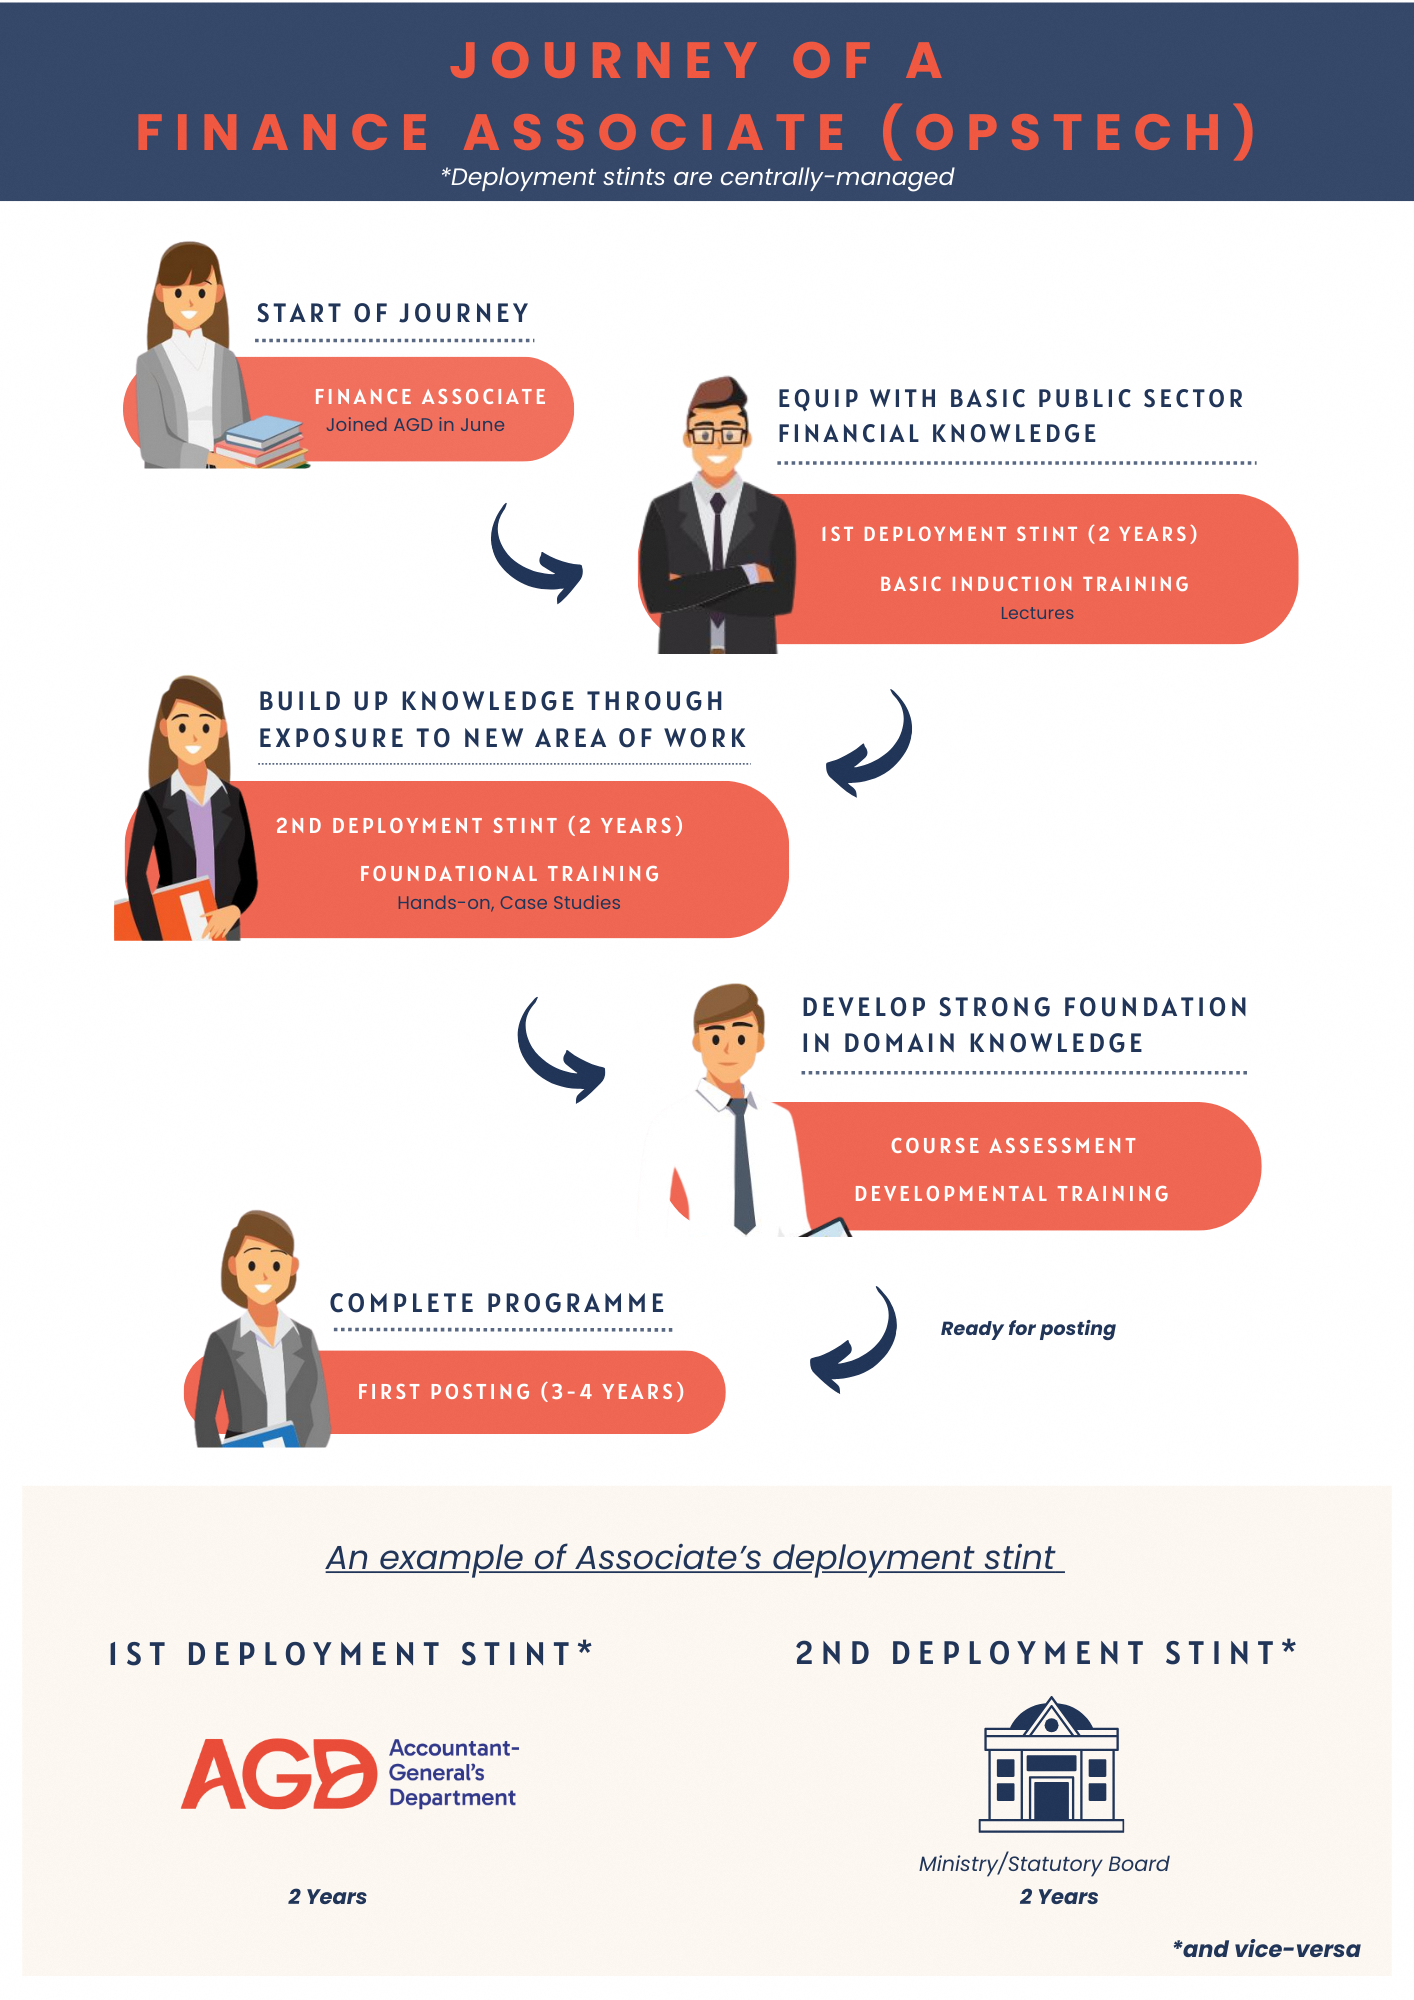 JOURNEY OF A
FINANCE ASSOCIATE (OPSTECH)
*Deployment stints are centrally-managed
START OF JOURNEY
FINANCE ASSOCIATE
Joined AGD in June
EQUIP WITH BASIC PUBLIC SECTOR
FINANCIAL KNOWLEDGE
1ST DEPLOYMENT STINT (2 YEARS)
BASIC INDUCTION TRAINING
Lectures
BUILD UP KNOWLEDGE THROUGH
EXPOSURE TO NEW AREA OF WORK
2ND DEPLOYMENT STINT (2 YEARS)
FOUNDATIONAL TRAINING
Hands-on, Case Studies
DEVELOP STRONG FOUNDATION
IN DOMAIN KNOWLEDGE
COURSE ASSESSMENT
DEVELOPMENTAL TRAINING
Ready for posting
COMPLETE PROGRAMME
FIRST POSTING (3-4 YEARS)
An example of Associate's deployment stint
1ST DEPLOYMENT STINT*
AGD Accountant-
General's
Department
2 Years
2ND DEPLOYMENT STINT*
Ministry/Statutory Board
2 Years
*and vice-versa